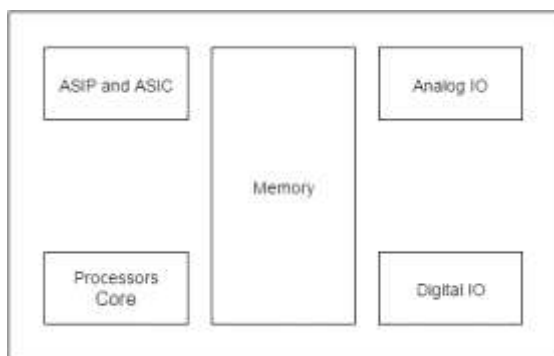 ASIP and ASIC
Analog IO
Memory
Processors
Core
Digital IO